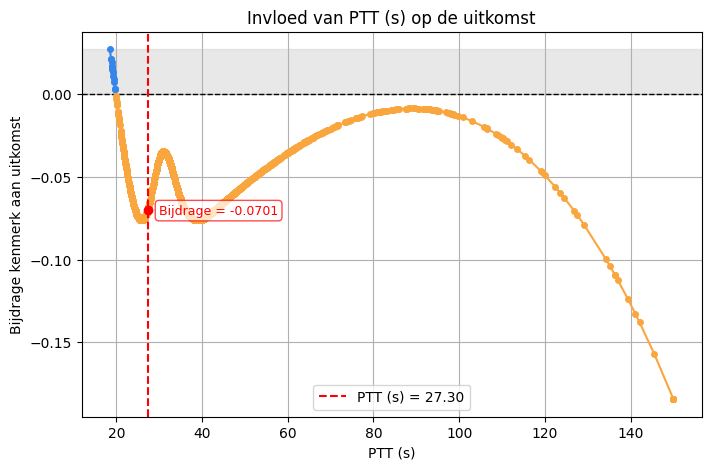 Invloed van PTT (s) op de uitkomst
Bijdrage kenmerk aan uitkomst
0.00
−0.05
−0.10
−0.15
Bijdrage = -0.0701
PTT (s) = 27.30
20 40 60 80 100 120 140
PTT (s)